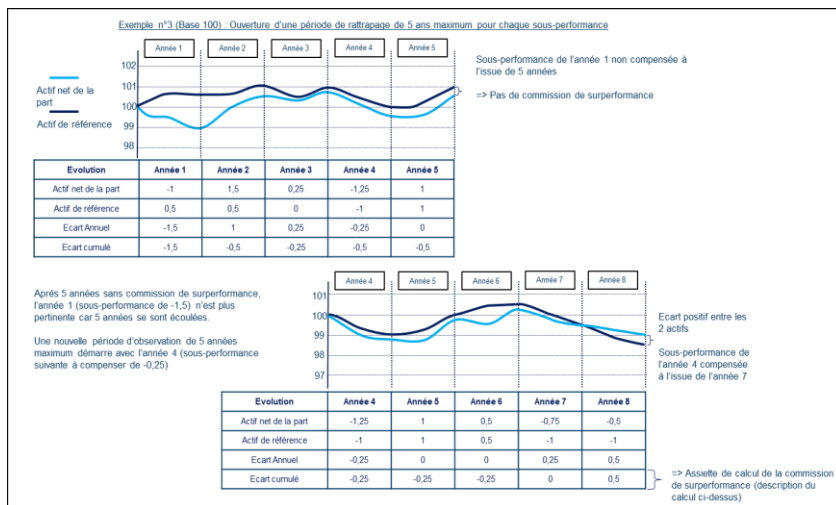 Exemple n°3 (Base 100) : Ouverture d'une période de rattrapage de 5 ans maximum pour chaque sous-performance
Année 1 Année 2 Année 3 Année 4 Année 5
102
101
100
99
98
Actif net de la
part
Actif de référence
Sous-performance de l'année 1 non compensée à
l'issue de 5 années
=> Pas de commission de surperformance
Evolution Année 1 Année 2 Année 3 Année 4 Année 5
Actif net de la part -1 1,5 0,25 -1,25 1
Actif de référence 0,5 0,5 0 -1 1
Ecart Annuel -1,5 1 0,25 -0,25 0
Ecart cumulé -1,5 -0,5 -0,25 -0,5 -0,5
Après 5 années sans commission de surperformance,
l'année 1 (sous-performance de -1,5) n'est plus
pertinente car 5 années se sont écoulées.
Une nouvelle période d'observation de 5 années
maximum démarre avec l'année 4 (sous-performance
suivante à compenser de -0,25)
Année 4 Année 5 Année 6 Année 7 Année 8
101
100
99
98
97
Ecart positif entre les
2 actifs
Sous-performance de
l'année 4 compensée
à l'issue de l'année 7
Evolution Année 4 Année 5 Année 6 Année 7 Année 8
Actif net de la part -1,25 1 0,5 -0,75 -0,5
Actif de référence -1 1 0,5 -1 -1
Ecart Annuel -0,25 0 0 0,25 0,5
Ecart cumulé -0,25 -0,25 -0,25 0 0,5
=> Assiette de calcul de la commission
de surperformance (description du
calcul ci-dessus)